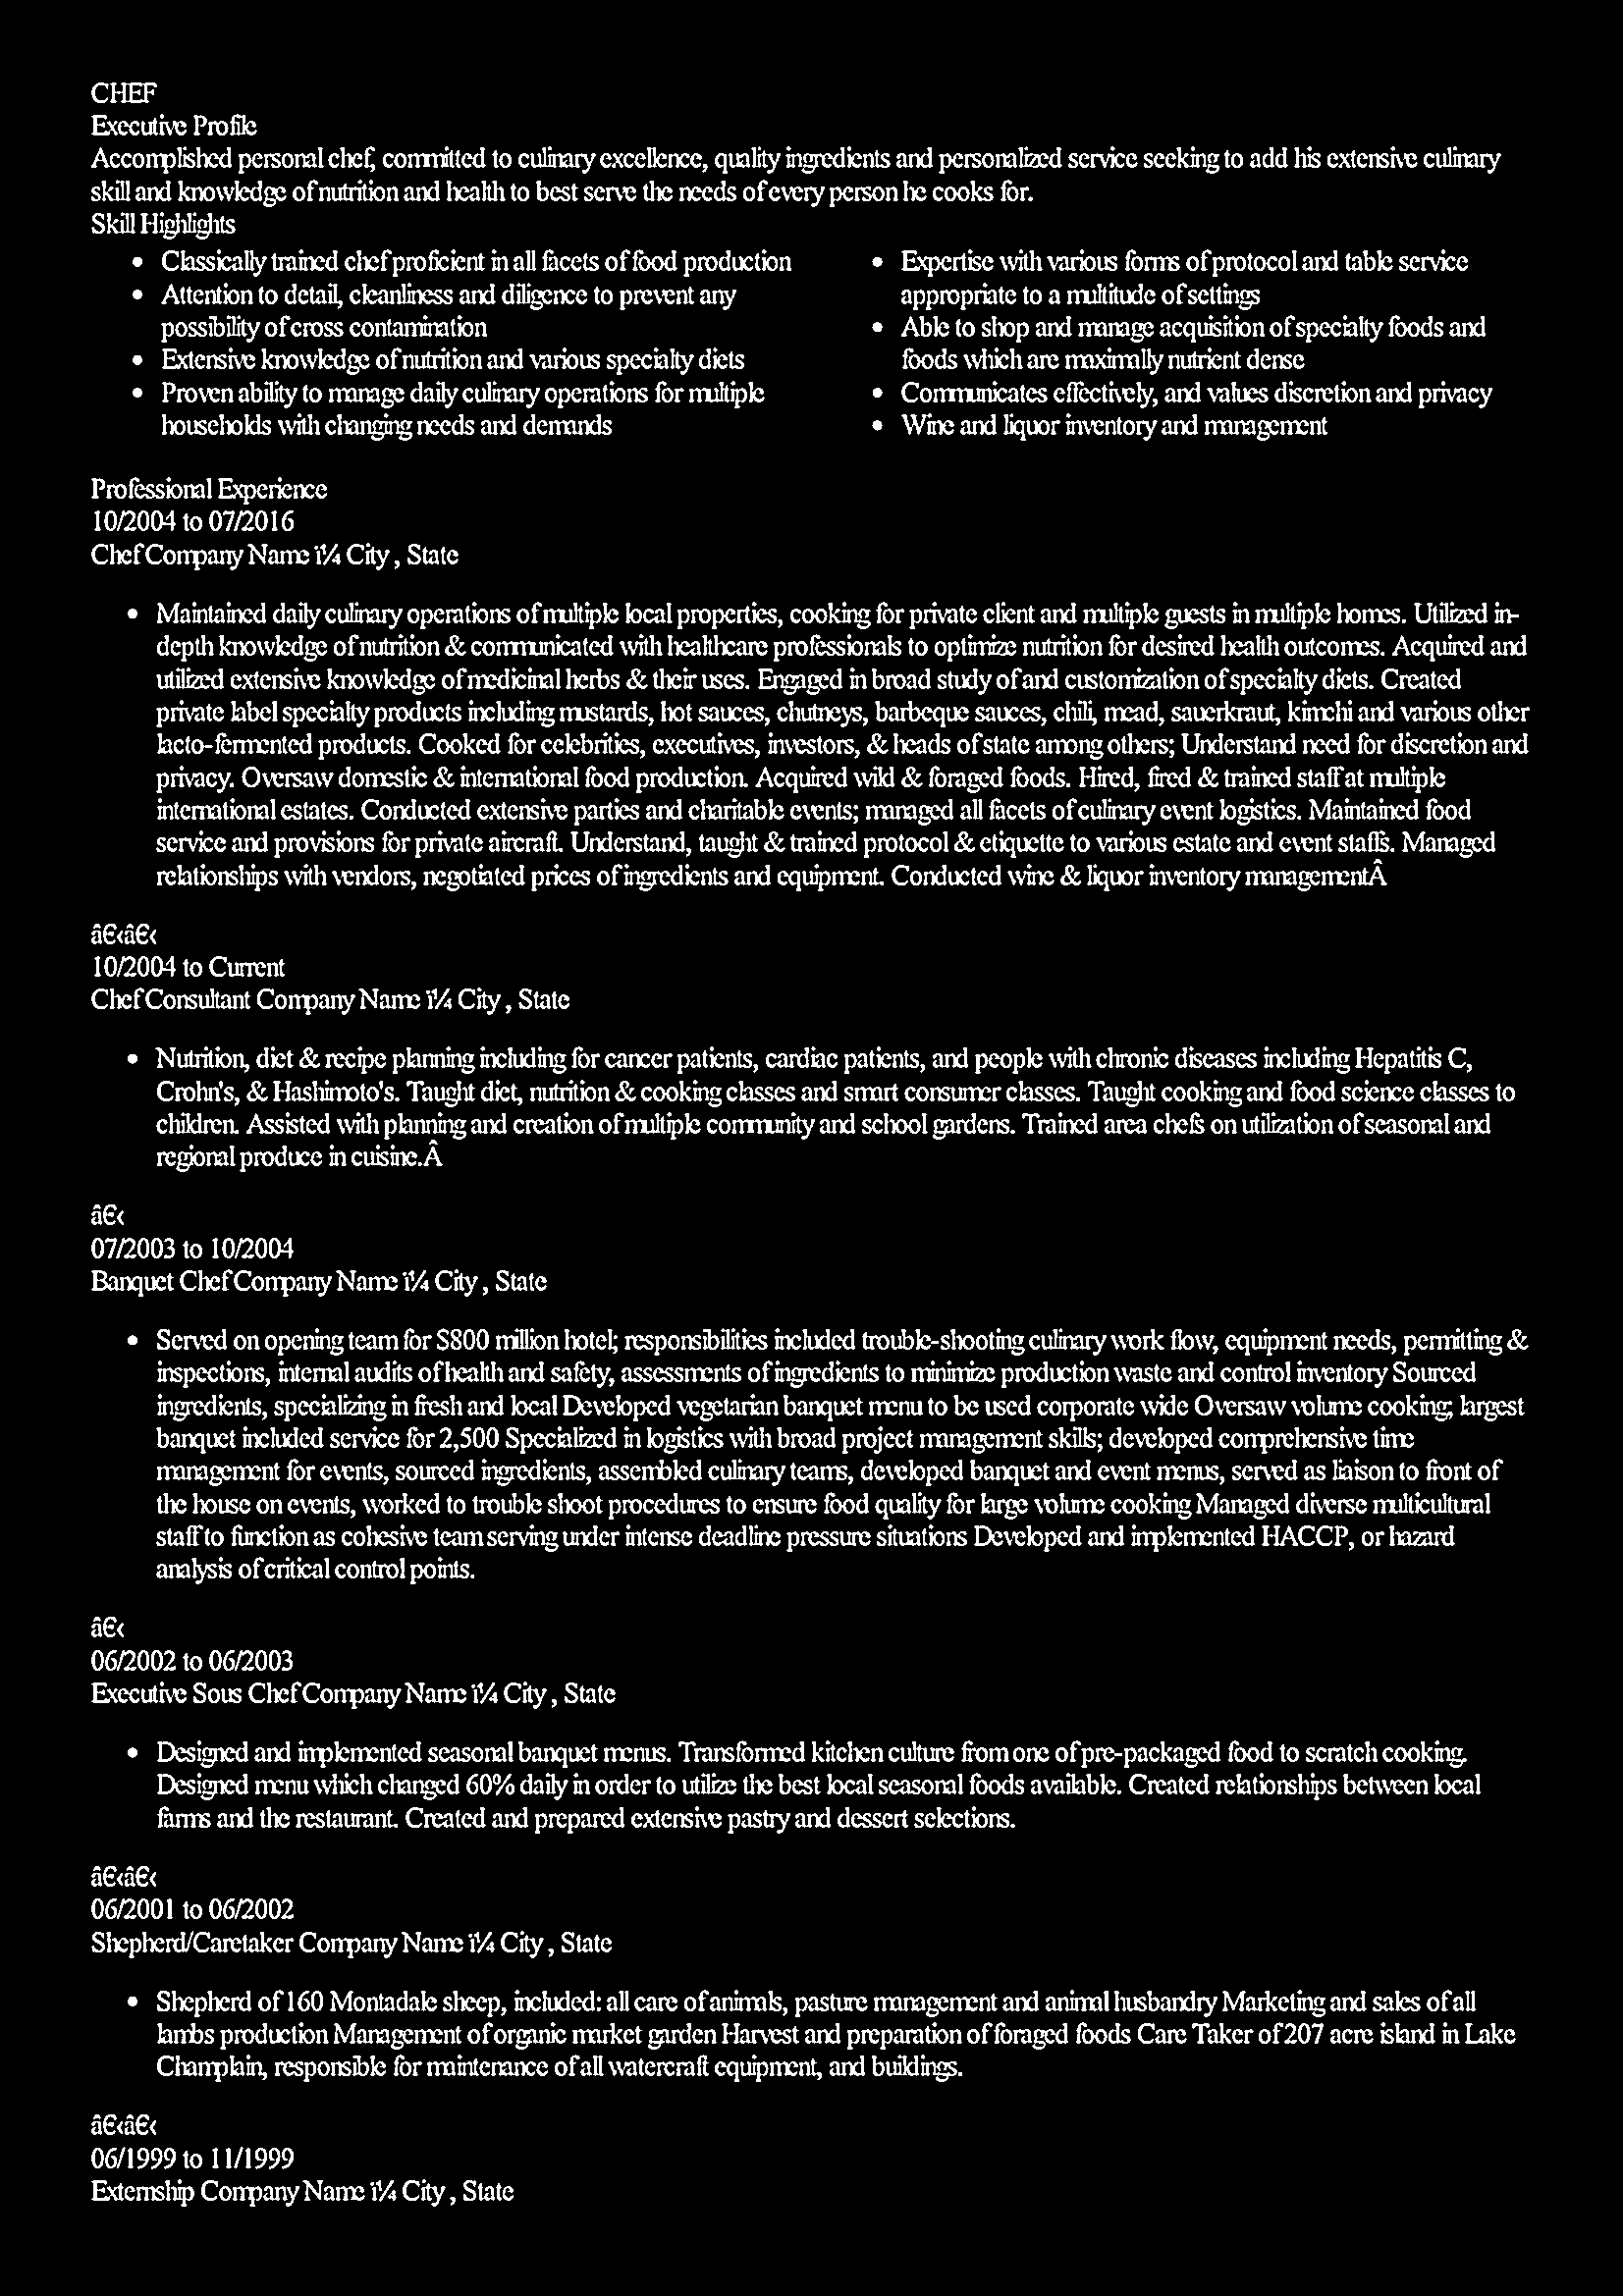 CHEF
Executive Profile
Accomplished personal chef, committed to culinary excellence, quality ingredients and personalized service seeking to add his extensive culinary
skill and knowledge of nutrition and health to best serve the needs of every person he cooks for.
Skill Highlights
• Classically trained chef proficient in all facets of food production
• Attention to detail, cleanliness and diligence to prevent any
possibility of cross contamination
• Extensive knowledge of nutrition and various specialty diets
• Proven ability to manage daily culinary operations for multiple
households with changing needs and demands
• Expertise with various forms of protocol and table service
appropriate to a multitude of settings
• Able to shop and manage acquisition of specialty foods and
foods which are maximally nutrient dense
• Communicates effectively, and values discretion and privacy
• Wine and liquor inventory and management
Professional Experience
10/2004 to 07/2016
Chef Company Name ï¼ City , State
• Maintained daily culinary operations of multiple local properties, cooking for private client and multiple guests in multiple homes. Utilized in-
depth knowledge of nutrition & communicated with healthcare professionals to optimize nutrition for desired health outcomes. Acquired and
utilized extensive knowledge of medicinal herbs & their uses. Engaged in broad study of and customization of specialty diets. Created
private label specialty products including mustards, hot sauces, chutneys, barbeque sauces, chili, mead, sauerkraut, kimchi and various other
lacto-fermented products. Cooked for celebrities, executives, investors, & heads of state among others; Understand need for discretion and
privacy. Oversaw domestic & international food production. Acquired wild & foraged foods. Hired, fired & trained staff at multiple
international estates. Conducted extensive parties and charitable events; managed all facets of culinary event logistics. Maintained food
service and provisions for private aircraft. Understand, taught & trained protocol & etiquette to various estate and event staffs. Managed
relationships with vendors, negotiated prices of ingredients and equipment. Conducted wine & liquor inventory managementÂ
â€‹â€‹
10/2004 to Current
Chef Consultant Company Name ï¼ City , State
• Nutrition, diet & recipe planning including for cancer patients, cardiac patients, and people with chronic diseases including Hepatitis C,
Crohn's, & Hashimoto's. Taught diet, nutrition & cooking classes and smart consumer classes. Taught cooking and food science classes to
children. Assisted with planning and creation of multiple community and school gardens. Trained area chefs on utilization of seasonal and
regional produce in cuisine.Â
â€‹
07/2003 to 10/2004
Banquet Chef Company Name ï¼ City , State
• Served on opening team for $800 million hotel; responsibilities included trouble-shooting culinary work flow, equipment needs, permitting &
inspections, internal audits of health and safety, assessments of ingredients to minimize production waste and control inventory Sourced
ingredients, specializing in fresh and local Developed vegetarian banquet menu to be used corporate wide Oversaw volume cooking; largest
banquet included service for 2,500 Specialized in logistics with broad project management skills; developed comprehensive time
management for events, sourced ingredients, assembled culinary teams, developed banquet and event menus, served as liaison to front of
the house on events, worked to trouble shoot procedures to ensure food quality for large volume cooking Managed diverse multicultural
staff to function as cohesive team serving under intense deadline pressure situations Developed and implemented HACCP, or hazard
analysis of critical control points.
â€‹
06/2002 to 06/2003
Executive Sous Chef Company Name ï¼ City , State
• Designed and implemented seasonal banquet menus. Transformed kitchen culture from one of pre-packaged food to scratch cooking.
Designed menu which changed 60% daily in order to utilize the best local seasonal foods available. Created relationships between local
farms and the restaurant. Created and prepared extensive pastry and dessert selections.
â€‹â€‹
06/2001 to 06/2002
Shepherd/Caretaker Company Name ï¼ City , State
• Shepherd of 160 Montadale sheep, included: all care of animals, pasture management and animal husbandry Marketing and sales of all
lambs production Management of organic market garden Harvest and preparation of foraged foods Care Taker of 207 acre island in Lake
Champlain, responsible for maintenance of all watercraft equipment, and buildings.
â€‹â€‹
06/1999 to 11/1999
Externship Company Name ï¼ City , State